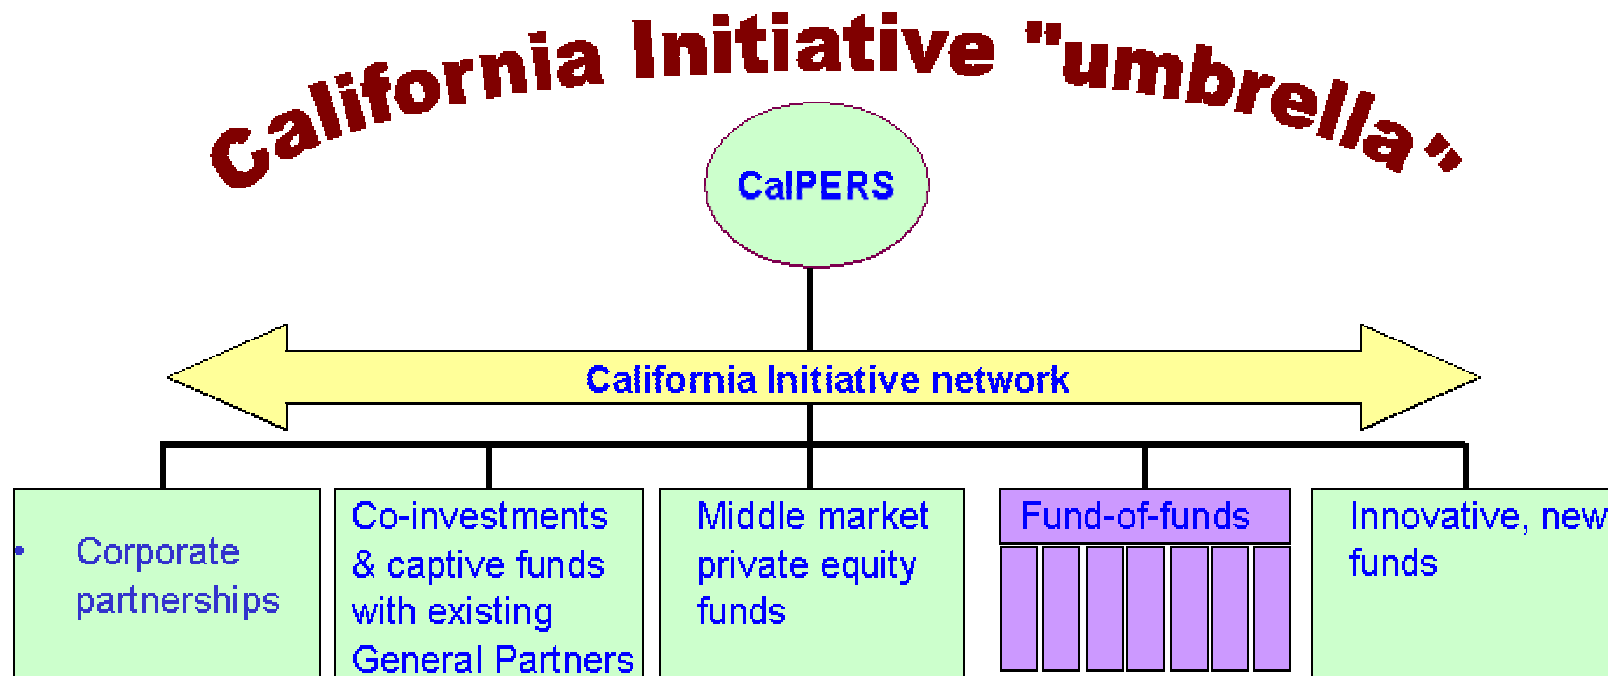 California Initiative "umbrella"
CalPERS
California Initiative network
• Corporate
partnerships
Co-investments
& captive funds
with existing
General Partners
Middle market
private equity
funds
Fund-of-funds
Innovative, new
funds